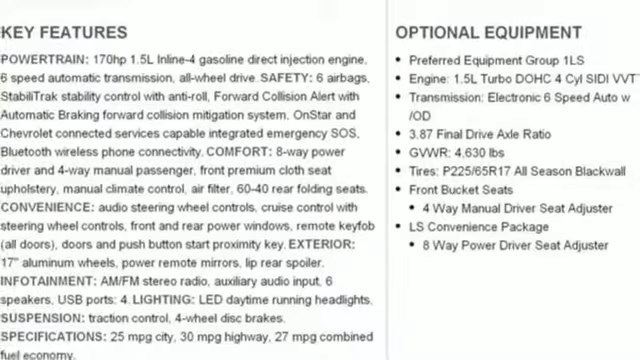 KEY FEATURES
POWERTRAIN: 170hp 1.5L Inline-4 gasoline direct injection engine,
6 speed automatic transmission, all-wheel drive. SAFETY: 6 airbags,
StabiliTrak stability control with anti-roll, Forward Collision Alert with
Automatic Braking forward collision mitigation system, OnStar and
Chevrolet connected services capable integrated emergency SOS,
Bluetooth wireless phone connectivity. COMFORT: 8-way power
driver and 4-way manual passenger, front premium cloth seat
upholstery, manual climate control, air filter, 60-40 rear folding seats.
CONVENIENCE: audio steering wheel controls, cruise control with
steering wheel controls, front and rear power windows, remote keyfob
(all doors), doors and push button start proximity key. EXTERIOR:
17" aluminum wheels, power remote mirrors, lip rear spoiler.
INFOTAINMENT: AM/FM stereo radio, auxiliary audio input, 6
speakers, USB ports: 4. LIGHTING: LED daytime running headlights.
SUSPENSION: traction control, 4-wheel disc brakes.
SPECIFICATIONS: 25 mpg city, 30 mpg highway, 27 mpg combined
fuel economy.
OPTIONAL EQUIPMENT
• Preferred Equipment Group 1LS
• Engine: 1.5L Turbo DOHC 4 Cyl SIDI VVT
• Transmission: Electronic 6 Speed Auto w
/OD
• 3.87 Final Drive Axle Ratio
• GVWR: 4,630 lbs
• Tires: P225/65R17 All Season Blackwall
• Front Bucket Seats
• 4 Way Manual Driver Seat Adjuster
• LS Convenience Package
• 8 Way Power Driver Seat Adjuster